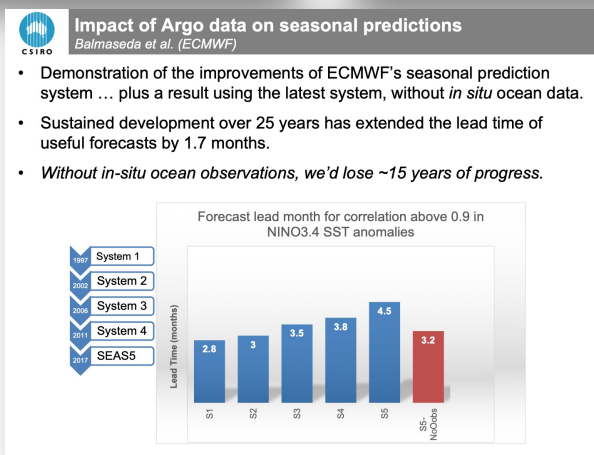 CSIRO
Impact of Argo data on seasonal predictions
Balmaseda et al. (ECMWF)
• Demonstration of the improvements of ECMWF's seasonal prediction
system … plus a result using the latest system, without in situ ocean data.
• Sustained development over 25 years has extended the lead time of
useful forecasts by 1.7 months.
• Without in-situ ocean observations, we'd lose ~15 years of progress.
1997 System 1
2002 System 2
2006 System 3
2011 System 4
2017 SEAS5
Forecast lead month for correlation above 0.9 in
NINO3.4 SST anomalies
Lead Time (months)
2.8
3
3.5
3.8
4.5
3.2
S1
S2
S3
S4
S5
S5-
NoOobs